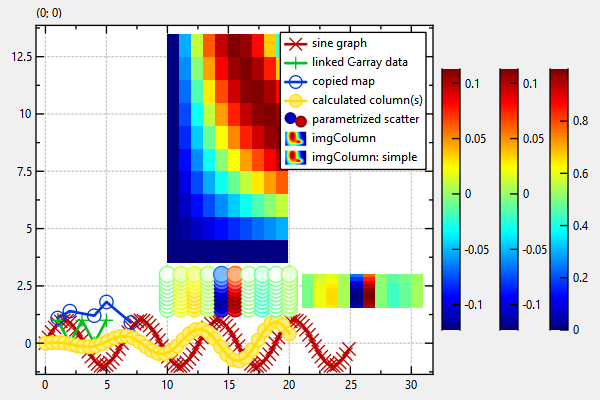 (0; 0)
sine graph
linked Garray data
copied map
calculated column(s)
parametrized scatter
imgColumn
imgColumn: simple
12.5
10
7.5
5
2.5
0
0 5 10 15 20 25 30
0.1
0.05
0
-0.05
-0.1
0.1
0.05
0
-0.05
-0.1
0.8
0.6
0.4
0.2
0